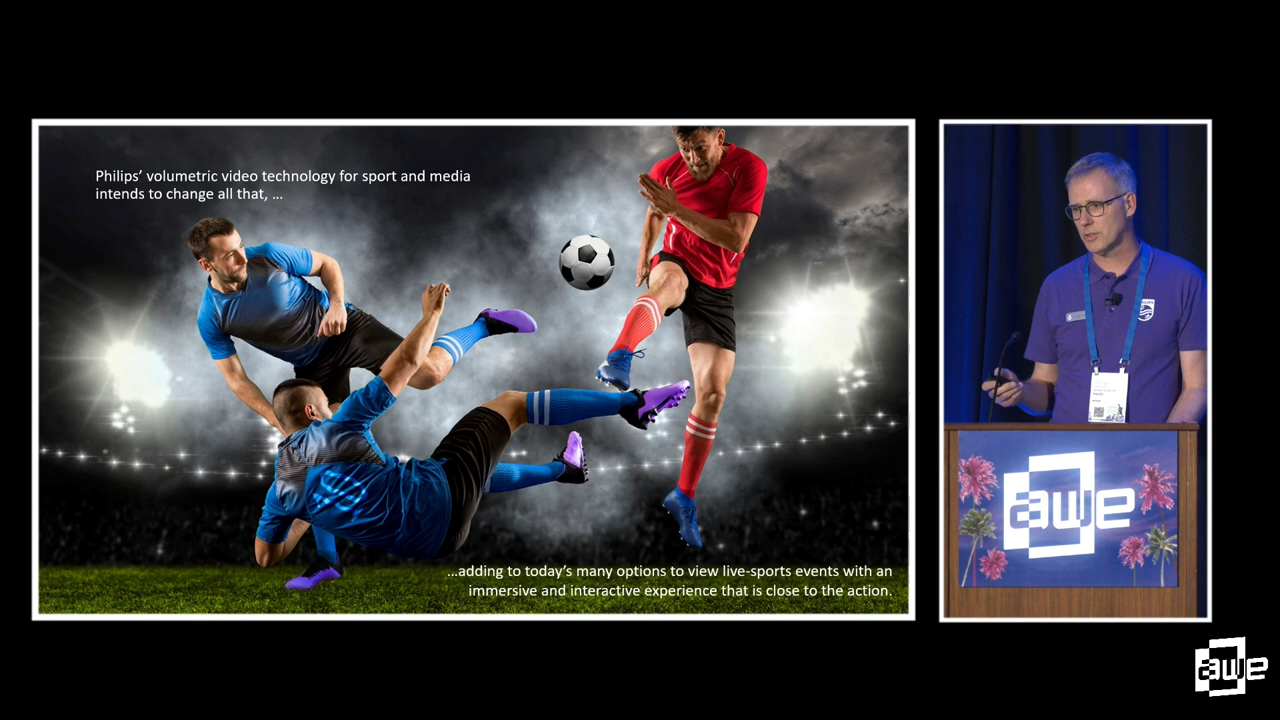 Philips’ volumetric video technology for sport and media
intends to change all that, ...
...adding to today’s many options to view live-sports events with an
immersive and interactive experience that is close to the action.
PHILIPS
awe
awe